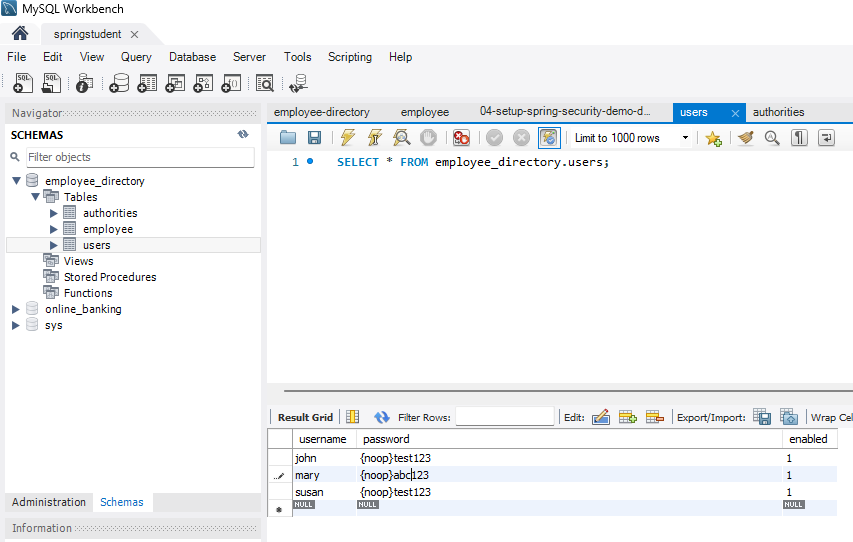 MySQL Workbench
springstudent
File Edit View Query Database Server Tools Scripting Help
Navigator
SCHEMAS
Filter objects
employee_directory
Tables
authorities
employee
users
Views
Stored Procedures
Functions
online_banking
sys
Administration Schemas
Information
employee-directory employee 04-setup-spring-security-demo-d... users authorities
Limit to 1000 rows
1 SELECT * FROM employee_directory.users;
Result Grid Filter Rows: Edit: Export/Import: Wrap Cel
username password enabled
john {noop}test123 1
mary {noop}abc123 1
susan {noop}test123 1
NULL NULL NULL